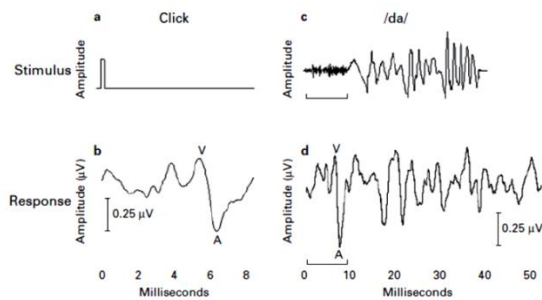 a Click c /da/
Stimulus Amplitude Amplitude
b V d V
Response Amplitude (μV) Amplitude (μV)
0.25 μV 0.25 μV
A A
0 2 4 6 8 0 10 20 30 40 50
Milliseconds Milliseconds